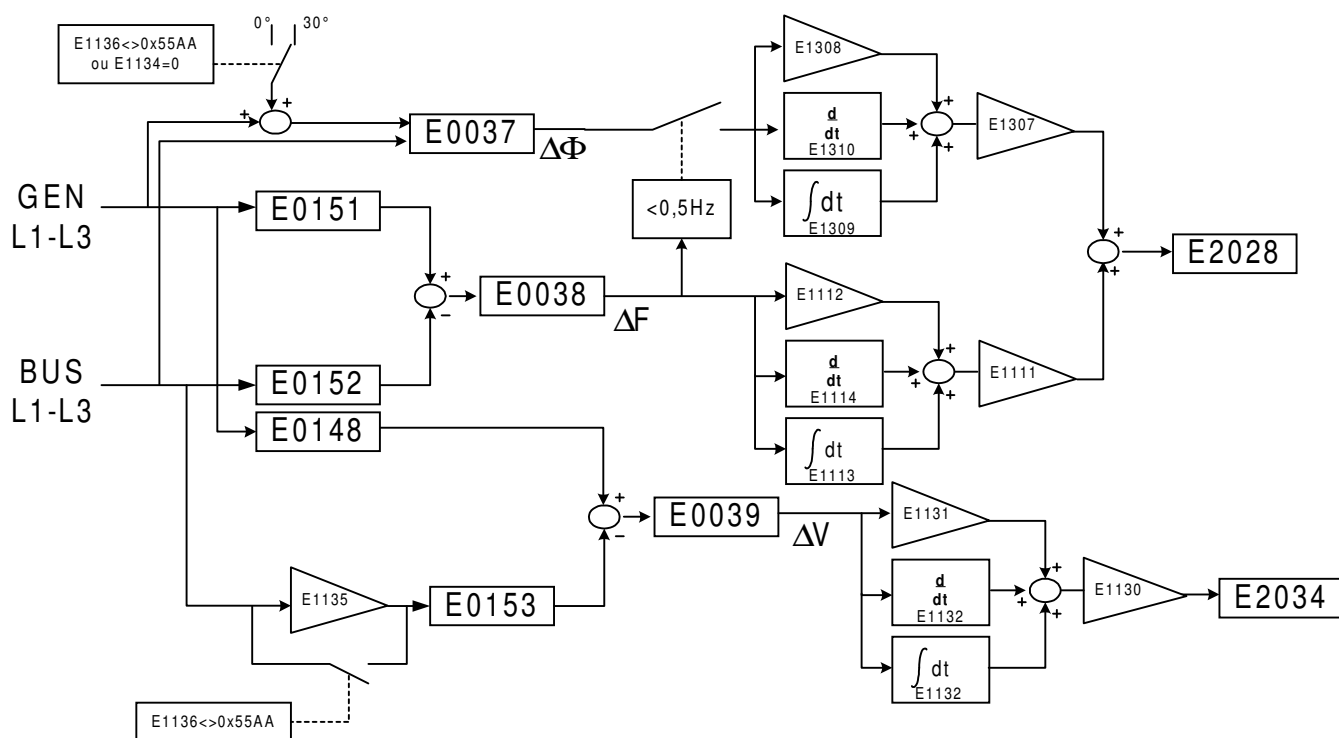 0° 30°
E1136<>0x55AA
ou E1134=0
+
+
E0037
ΔΦ
E1308
d
dt
E1310
∫dt
E1309
+
+
+
E1307
GEN
L1-L3
E0151
<0,5Hz
+
-
E0038
ΔF
+
+
E2028
BUS
L1-L3
E0152
E1112
d
dt
E1114
∫dt
E1113
+
+
+
E1111
E0148
+
-
E0039
ΔV
E1131
d
dt
E1132
∫dt
E1132
+
+
+
E1130
E2034
E1135
E0153
E1136<>0x55AA